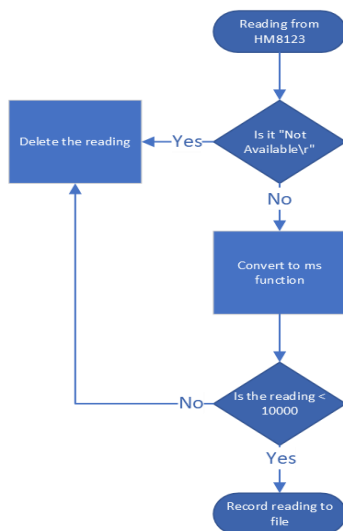 Reading from
HM8123
Delete the reading
Yes
Is it "Not
Available\r"
No
Convert to ms
function
No
Is the reading <
10000
Yes
Record reading to
file